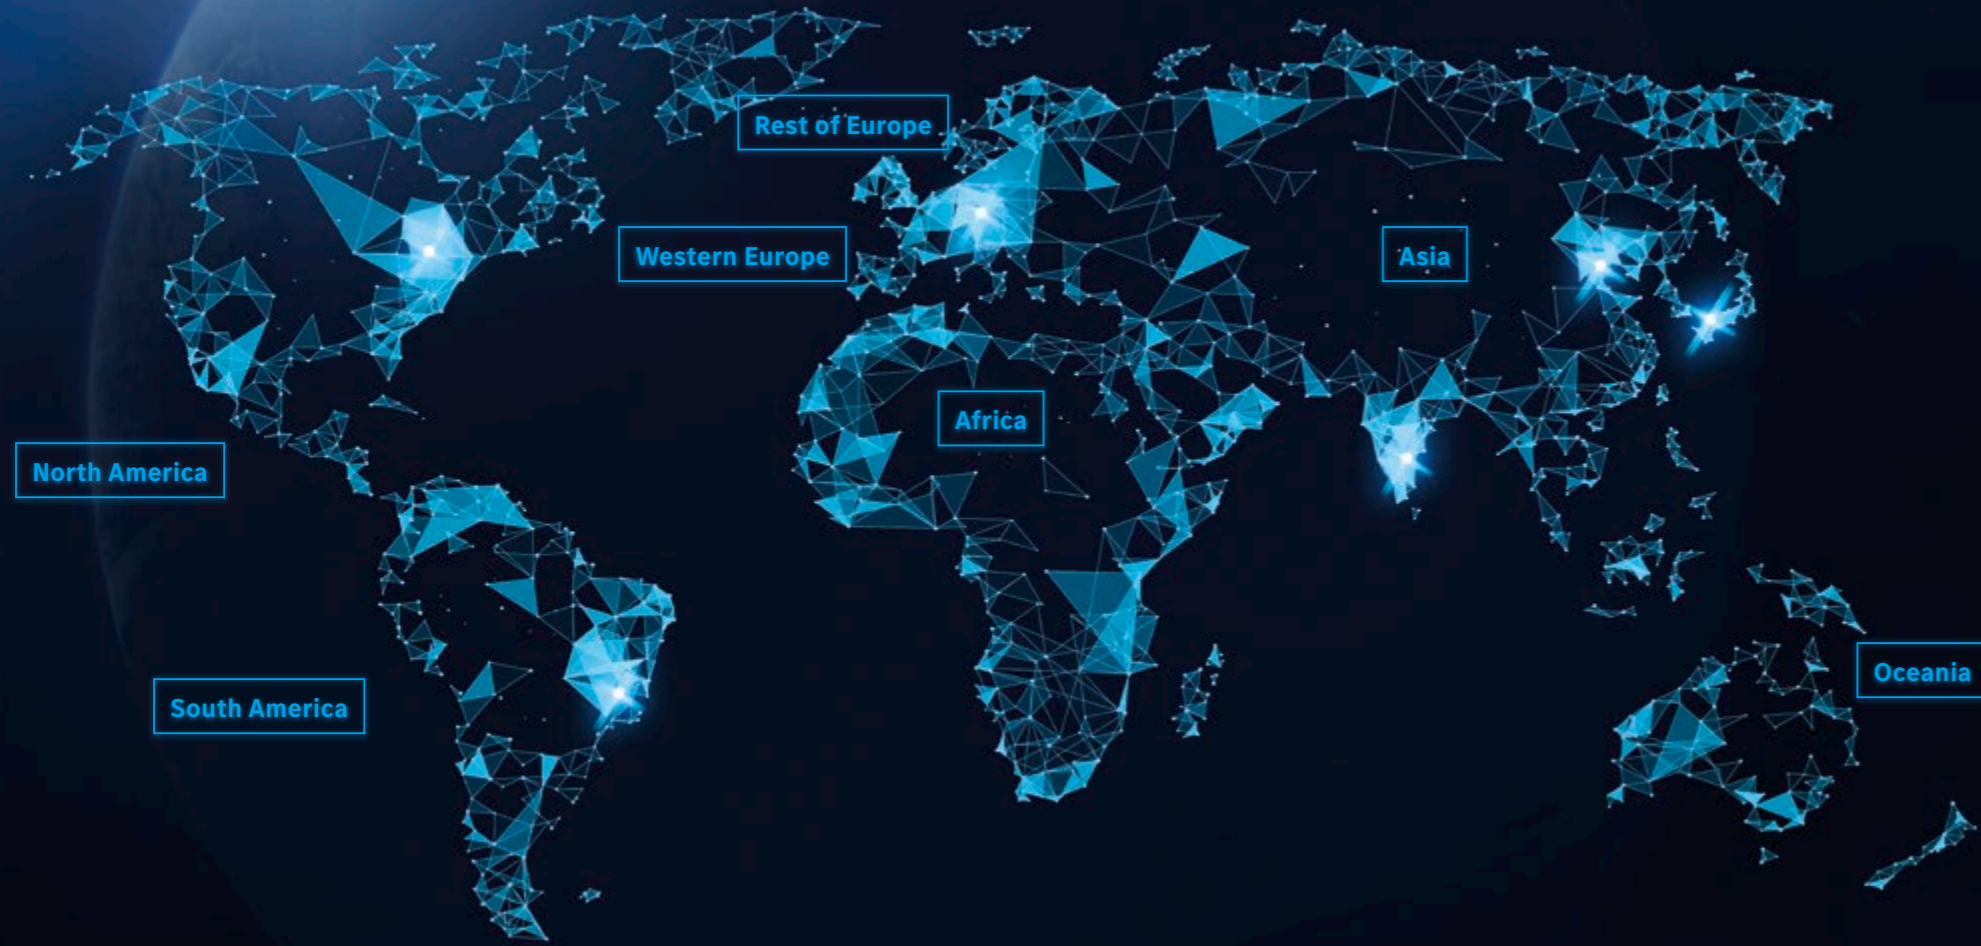 Rest of Europe
Western Europe
Asia
Africa
North America
Oceania
South America